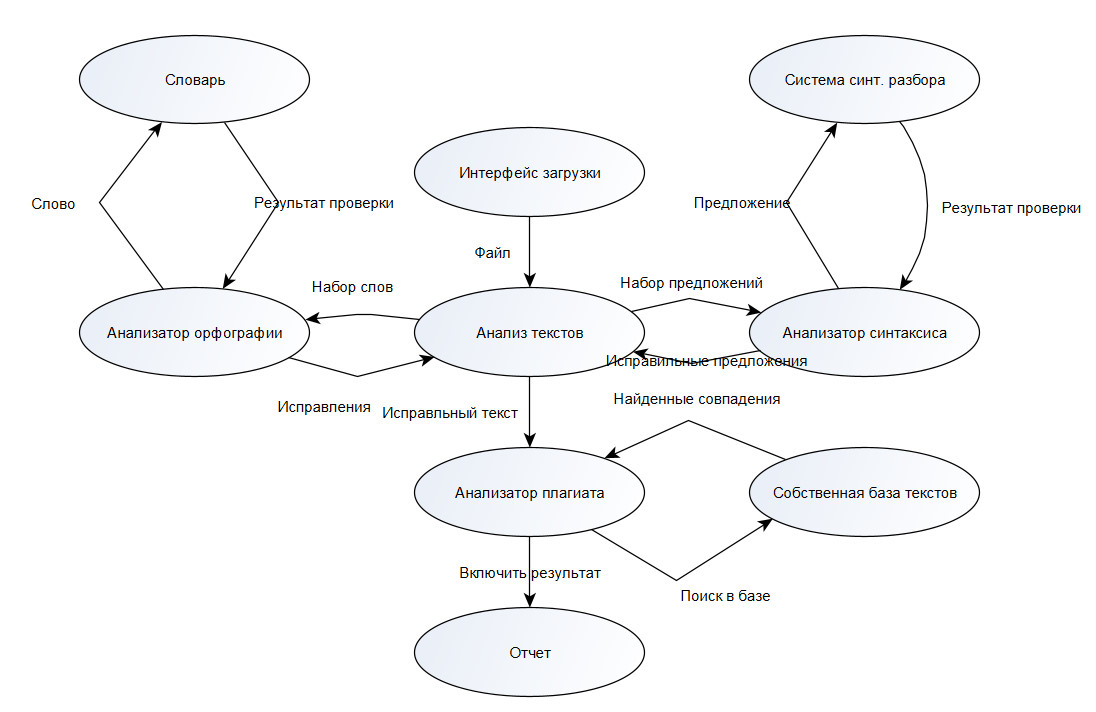 Словарь
Система синт. разбора
Интерфейс загрузки
Слово
Результат проверки
Предложение
Результат проверки
Файл
Набор слов
Набор предложений
Анализатор орфографии
Анализ текстов
Анализатор синтаксиса
Исправильные предложения
Исправления
Исправльный текст
Найденные совпадения
Анализатор плагиата
Собственная база текстов
Включить результат
Поиск в базе
Отчет